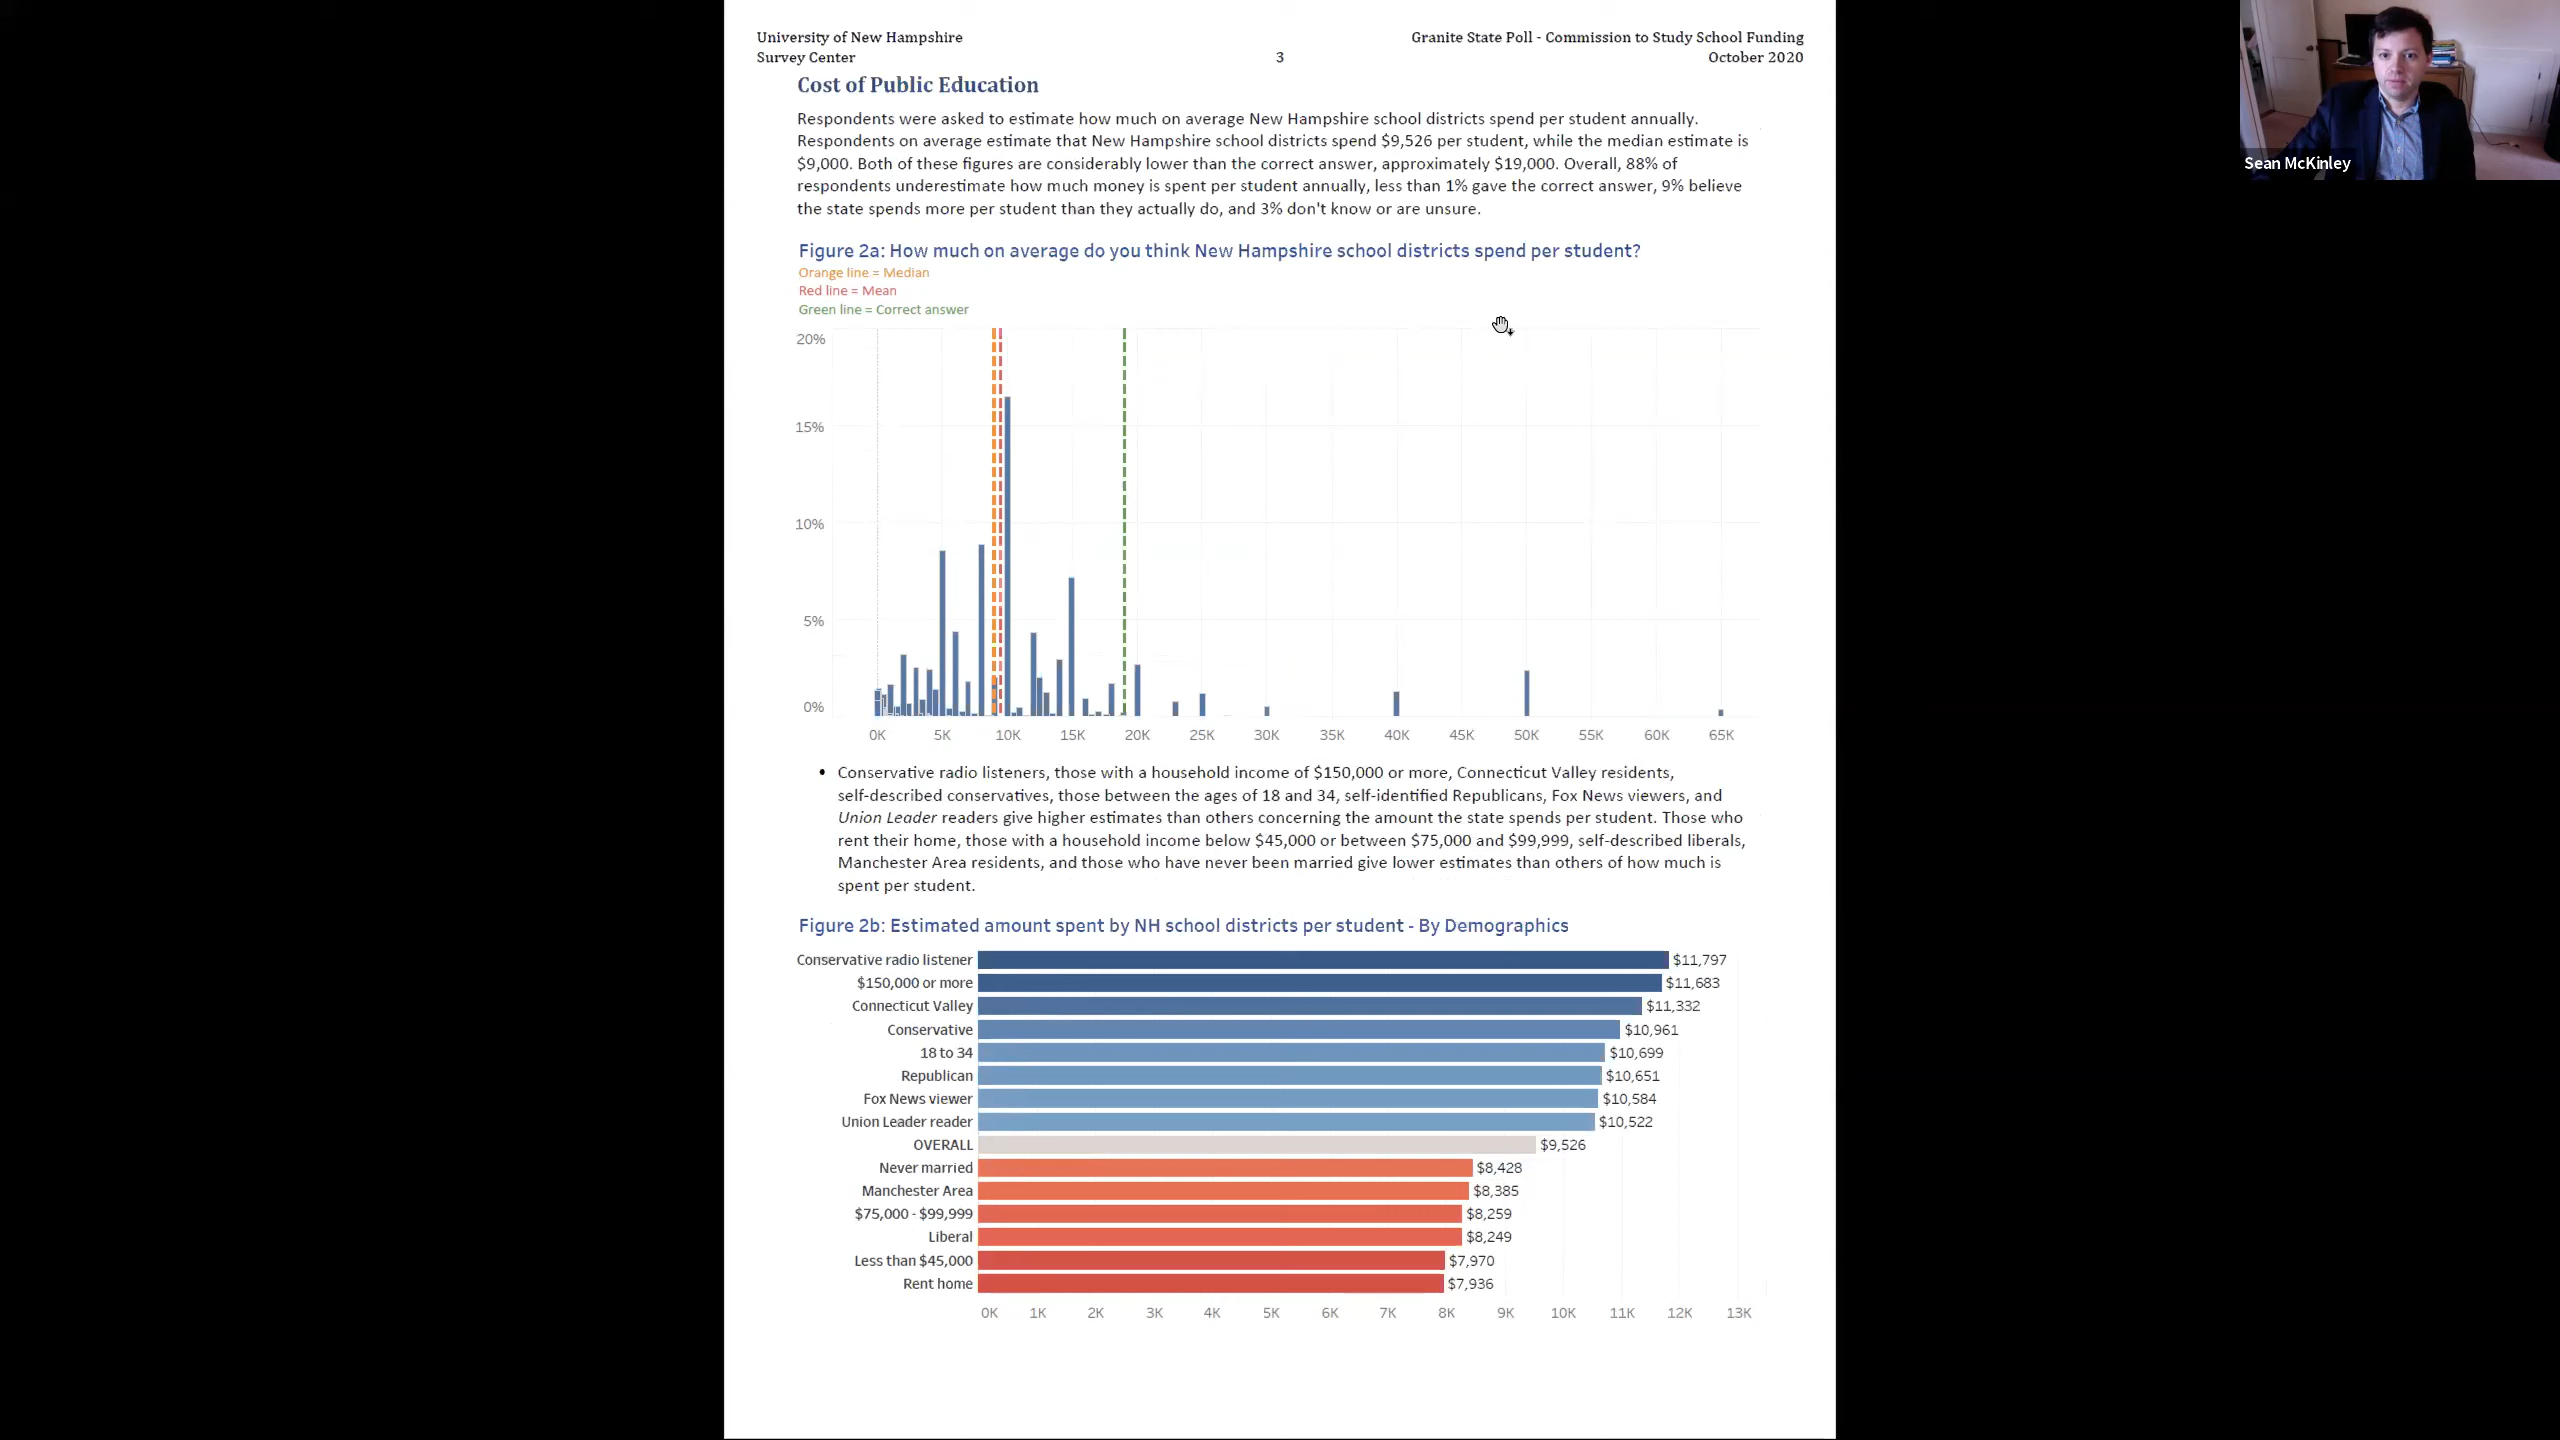 University of New Hampshire
Survey Center
3
Granite State Poll - Commission to Study School Funding
October 2020
Sean McKinley
Cost of Public Education
Respondents were asked to estimate how much on average New Hampshire school districts spend per student annually.
Respondents on average estimate that New Hampshire school districts spend $9,526 per student, while the median estimate is
$9,000. Both of these figures are considerably lower than the correct answer, approximately $19,000. Overall, 88% of
respondents underestimate how much money is spent per student annually, less than 1% gave the correct answer, 9% believe
the state spends more per student than they actually do, and 3% don't know or are unsure.
Figure 2a: How much on average do you think New Hampshire school districts spend per student?
Orange line = Median
Red line = Mean
Green line = Correct answer
20%
15%
10%
5%
0%
0K 5K 10K 15K 20K 25K 30K 35K 40K 45K 50K 55K 60K 65K
• Conservative radio listeners, those with a household income of $150,000 or more, Connecticut Valley residents,
self-described conservatives, those between the ages of 18 and 34, self-identified Republicans, Fox News viewers, and
Union Leader readers give higher estimates than others concerning the amount the state spends per student. Those who
rent their home, those with a household income below $45,000 or between $75,000 and $99,999, self-described liberals,
Manchester Area residents, and those who have never been married give lower estimates than others of how much is
spent per student.
Figure 2b: Estimated amount spent by NH school districts per student - By Demographics
Conservative radio listener $11,797
$150,000 or more $11,683
Connecticut Valley $11,332
Conservative $10,961
18 to 34 $10,699
Republican $10,651
Fox News viewer $10,584
Union Leader reader $10,522
OVERALL $9,526
Never married $8,428
Manchester Area $8,385
$75,000 - $99,999 $8,259
Liberal $8,249
Less than $45,000 $7,970
Rent home $7,936
0K 1K 2K 3K 4K 5K 6K 7K 8K 9K 10K 11K 12K 13K